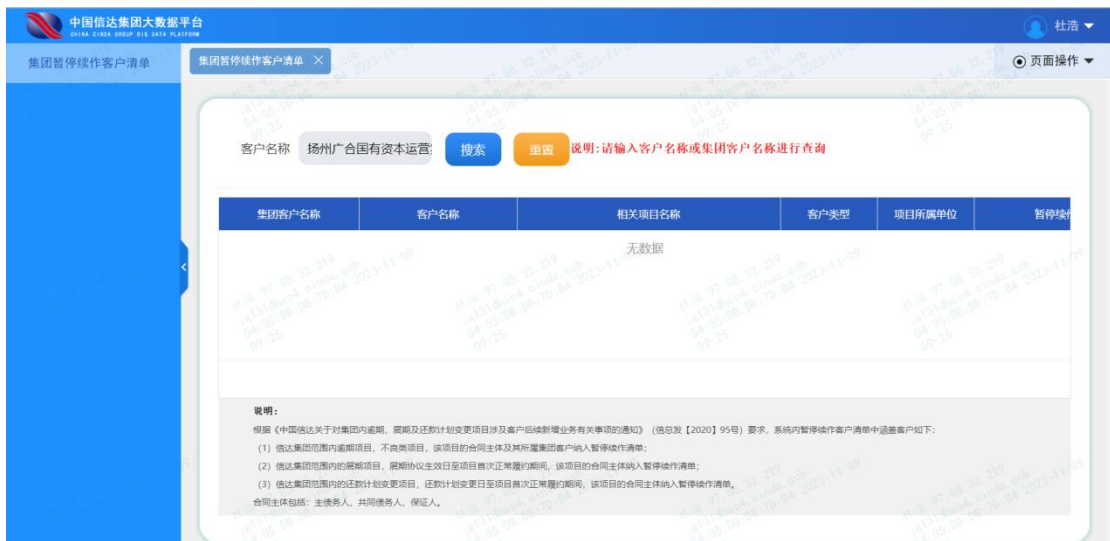 中国信达集团大数据平台
CHINA CINDA GROUP BIG DATA PLATFORM
杜浩
集团暂停续作客户清单
集团暂停续作客户清单 ×
页面操作
客户名称 扬州广合国有资本运营 搜索 重置 说明:请输入客户名称或集团客户名称进行查询
集团客户名称 客户名称 相关项目名称 客户类型 项目所属单位 暂停续
无数据
说明:
根据《中国信达关于对集团内逾期、展期及还款计划变更项目涉及客户后续新增业务有关事项的通知》(信总发【2020】95号)要求,系统内暂停续作客户清单中涵盖客户如下:
(1)信达集团范围内逾期项目、不良类项目,该项目的合同主体及其所属集团客户纳入暂停续作清单;
(2)信达集团范围内的展期项目,展期协议生效日至项目首次正常履约期间,该项目的合同主体纳入暂停续作清单;
(3)信达集团范围内的还款计划变更项目,还款计划变更日至项目首次正常履约期间,该项目的合同主体纳入暂停续作清单。
合同主体包括:主债务人、共同债务人、保证人。